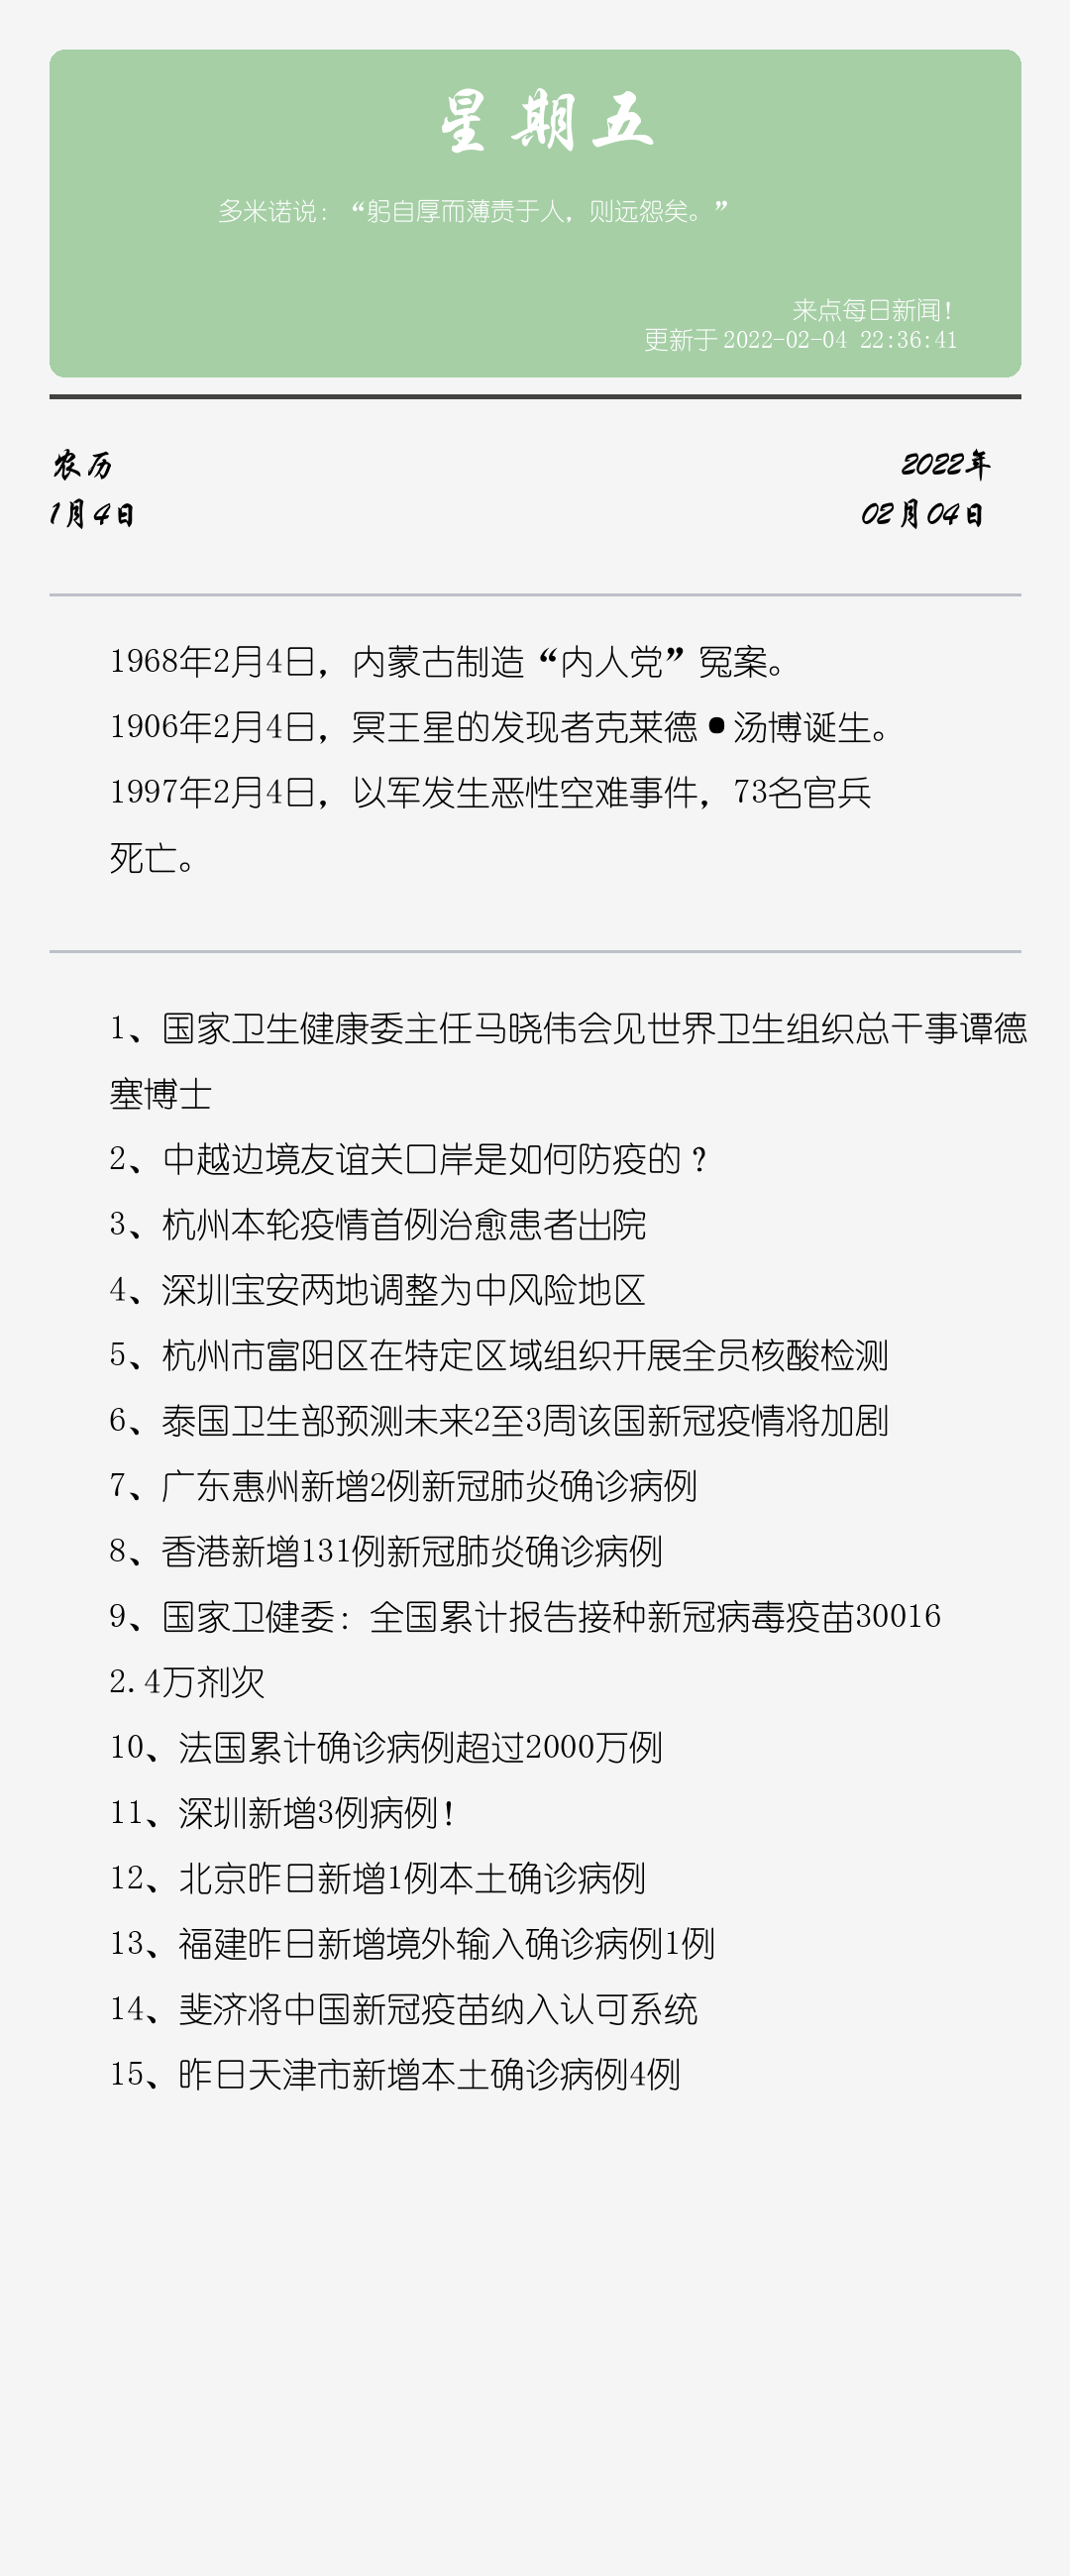 星期五
多米诺说：“躬自厚而薄责于人，则远怨矣。”
来点每日新闻！
更新于2022-02-04 22:36:41
农历
1月4日
2022年
02月04日
1968年2月4日，内蒙古制造“内人党”冤案。
1906年2月4日，冥王星的发现者克莱德•汤博诞生。
1997年2月4日，以军发生恶性空难事件，73名官兵
死亡。
1、国家卫生健康委主任马晓伟会见世界卫生组织总干事谭德
塞博士
2、中越边境友谊关口岸是如何防疫的？
3、杭州本轮疫情首例治愈患者出院
4、深圳宝安两地调整为中风险地区
5、杭州市富阳区在特定区域组织开展全员核酸检测
6、泰国卫生部预测未来2至3周该国新冠疫情将加剧
7、广东惠州新增2例新冠肺炎确诊病例
8、香港新增131例新冠肺炎确诊病例
9、国家卫健委：全国累计报告接种新冠病毒疫苗30016
2.4万剂次
10、法国累计确诊病例超过2000万例
11、深圳新增3例病例！
12、北京昨日新增1例本土确诊病例
13、福建昨日新增境外输入确诊病例1例
14、斐济将中国新冠疫苗纳入认可系统
15、昨日天津市新增本土确诊病例4例